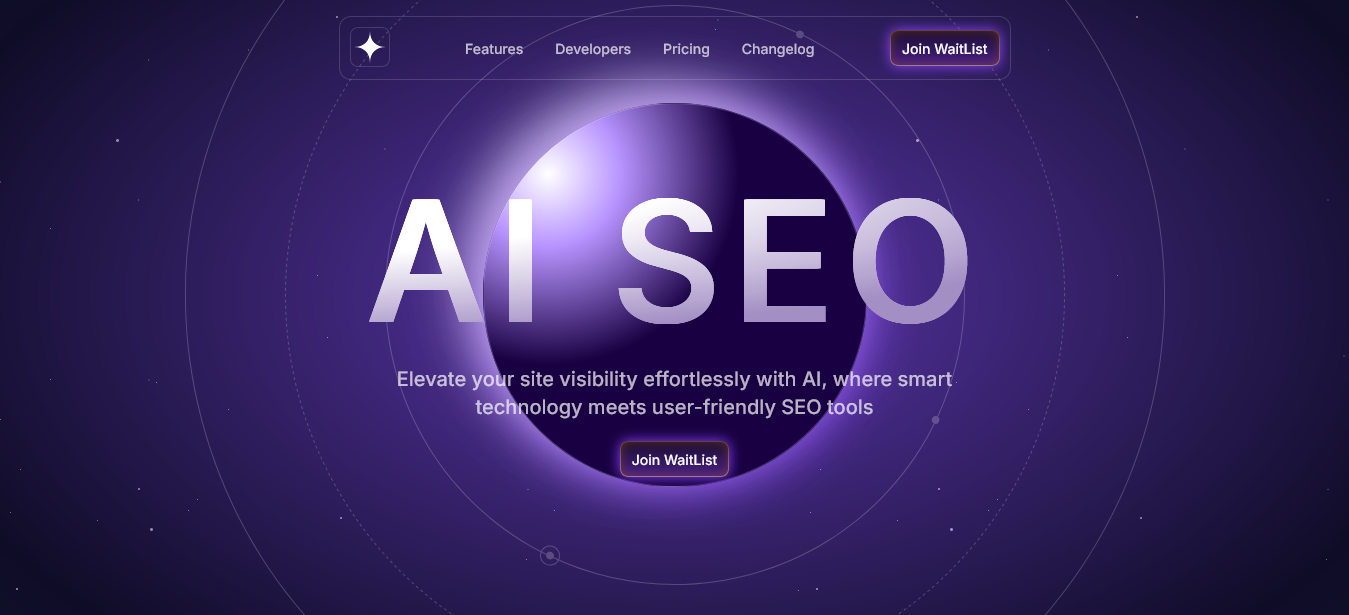 Features Developers Pricing Changelog Join WaitList
AI SEO
Elevate your site visibility effortlessly with AI, where smart
technology meets user-friendly SEO tools
Join WaitList